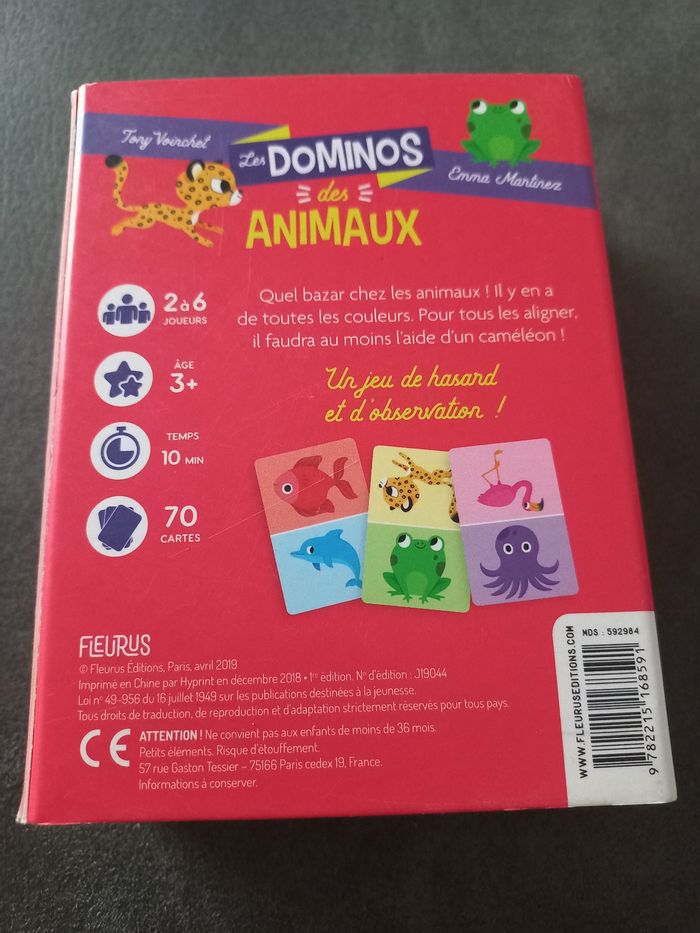 Tony Voirchet
Les DOMINOS
des
ANIMAUX
Emma Martinez
2 à 6
JOUEURS
ÂGE
3+
TEMPS
10 MIN
70
CARTES
Quel bazar chez les animaux ! Il y en a
de toutes les couleurs. Pour tous les aligner,
il faudra au moins l'aide d'un caméléon !
Un jeu de hasard
et d'observation !
FLEURUS
© Fleurus Éditions, Paris, avril 2019
Imprimé en Chine par Hyprint en décembre 2018 • 1re édition. N° d'édition : J19044
Loi n° 49-956 du 16 juillet 1949 sur les publications destinées à la jeunesse.
Tous droits de traduction, de reproduction et d'adaptation strictement réservés pour tous pays.
CE
ATTENTION ! Ne convient pas aux enfants de moins de 36 mois.
Petits éléments. Risque d'étouffement.
57 rue Gaston Tessier – 75166 Paris cedex 19, France.
Informations à conserver.
WWW.FLEURUSEDITIONS.COM
MDS : 592984
9 782215 168591